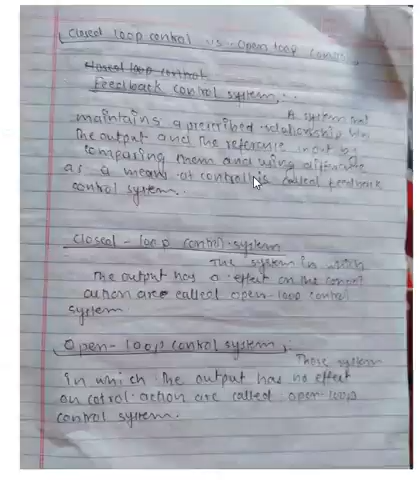 Closed loop control vs Open loop control
Closed loop control
Feedback control system:-
A system that
maintains a prescribed relationship b/w
the output and the reference input by
comparing them and using difference
as a means of control is called feedback
control system.
Closed-loop control system
The system in which
the output has a effect on the control
action are called open-loop control
system.
Open-loop control system:
Those system
in which the output has no effect
on cotrol action are called open-loop
control system.